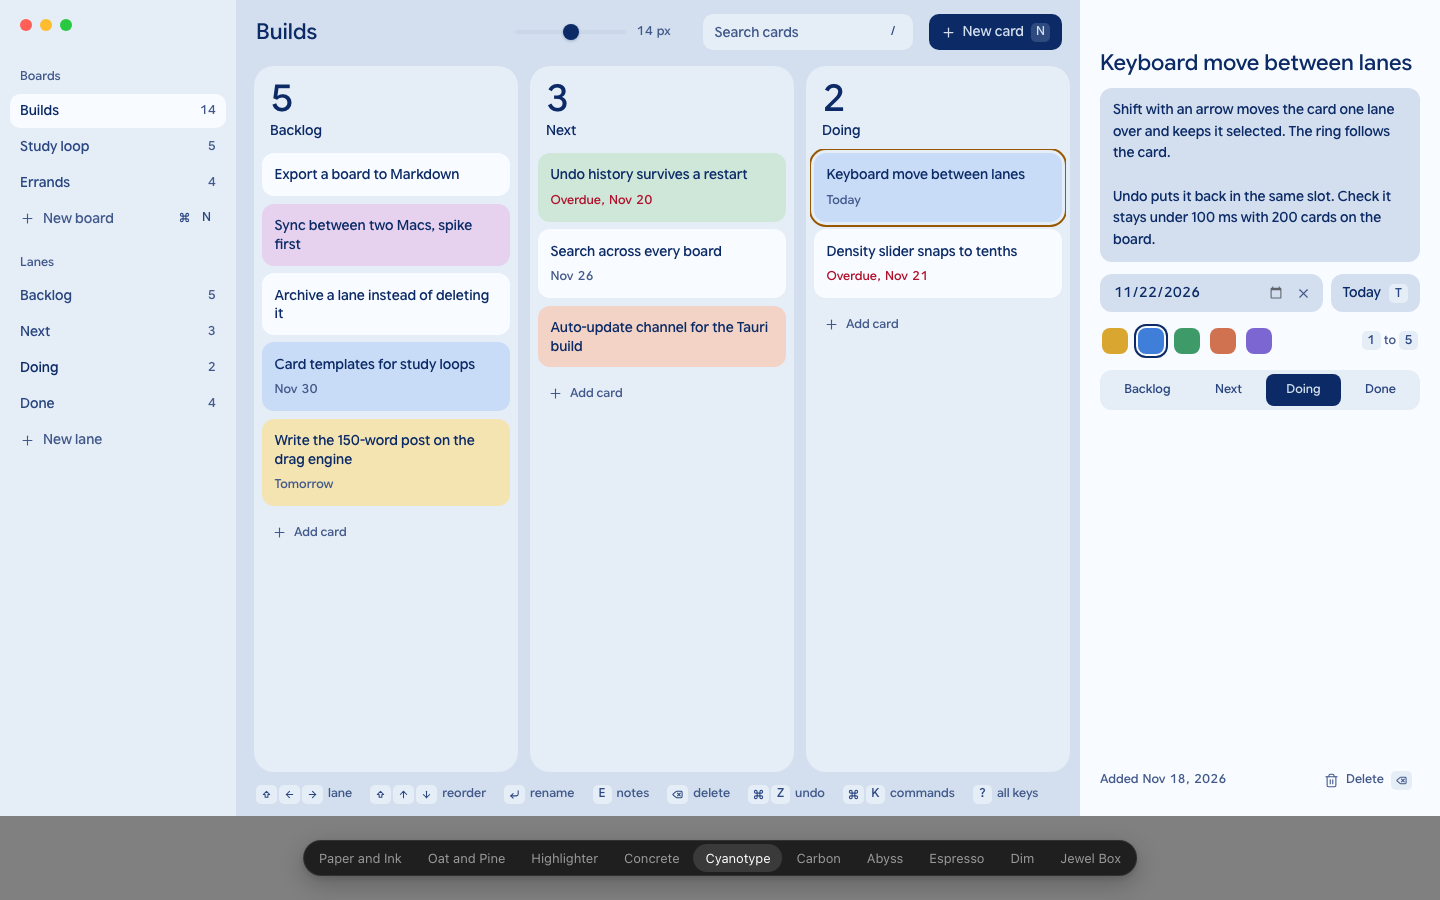 Boards
Builds 14
Study loop 5
Errands 4
+ New board ⌘ N
Lanes
Backlog 5
Next 3
Doing 2
Done 4
+ New lane
Builds
14 px
Search cards /
+ New card N
5
Backlog
Export a board to Markdown
Sync between two Macs, spike
first
Archive a lane instead of deleting
it
Card templates for study loops
Nov 30
Write the 150-word post on the
drag engine
Tomorrow
+ Add card
3
Next
Undo history survives a restart
Overdue, Nov 20
Search across every board
Nov 26
Auto-update channel for the Tauri
build
+ Add card
2
Doing
Keyboard move between lanes
Today
Density slider snaps to tenths
Overdue, Nov 21
+ Add card
⇧ ← → lane ⇧ ↑ ↓ reorder ↵ rename E notes ⌫ delete ⌘ Z undo ⌘ K commands ? all keys
Keyboard move between lanes
Shift with an arrow moves the card one lane
over and keeps it selected. The ring follows
the card.
Undo puts it back in the same slot. Check it
stays under 100 ms with 200 cards on the
board.
11/22/2026
Today T
1 to 5
Backlog Next Doing Done
Added Nov 18, 2026
Delete ⌫
Paper and Ink Oat and Pine Highlighter Concrete Cyanotype Carbon Abyss Espresso Dim Jewel Box